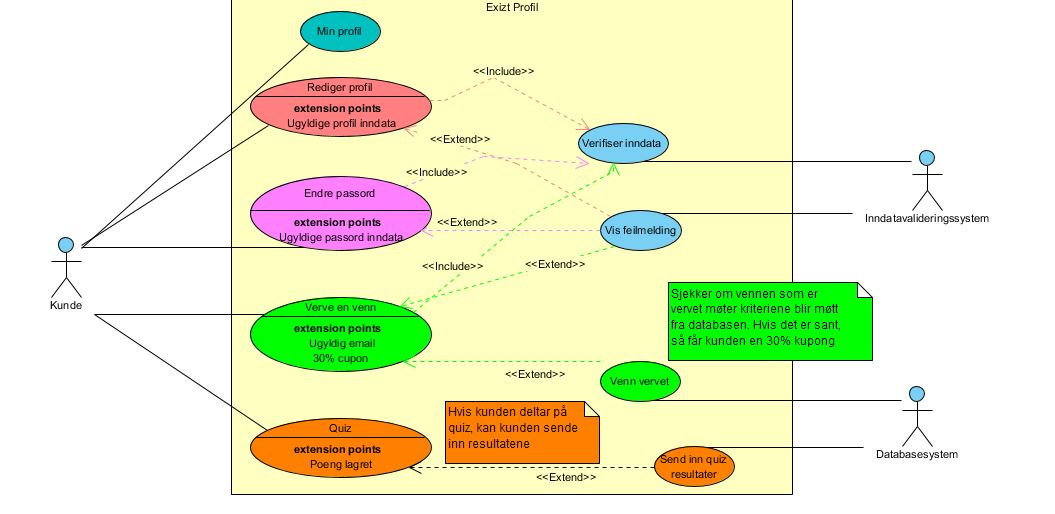 Exizt Profil
Min profil
Rediger profil
extension points
Ugyldige profil inndata
<<Include>>
<<Extend>>
Verifiser inndata
<<Include>>
Endre passord
extension points
Ugyldige passord inndata
<<Extend>>
Vis feilmelding
Inndatavalideringssystem
Kunde
<<Include>>
<<Extend>>
Verve en venn
extension points
Ugyldig email
30% cupon
Sjekker om vennen som er
vervet møter kriteriene blir møtt
fra databasen. Hvis det er sant,
så får kunden en 30% kupong
<<Extend>>
Venn vervet
Hvis kunden deltar på
quiz, kan kunden sende
inn resultatene
Quiz
extension points
Poeng lagret
<<Extend>>
Send inn quiz
resultater
Databasesystem